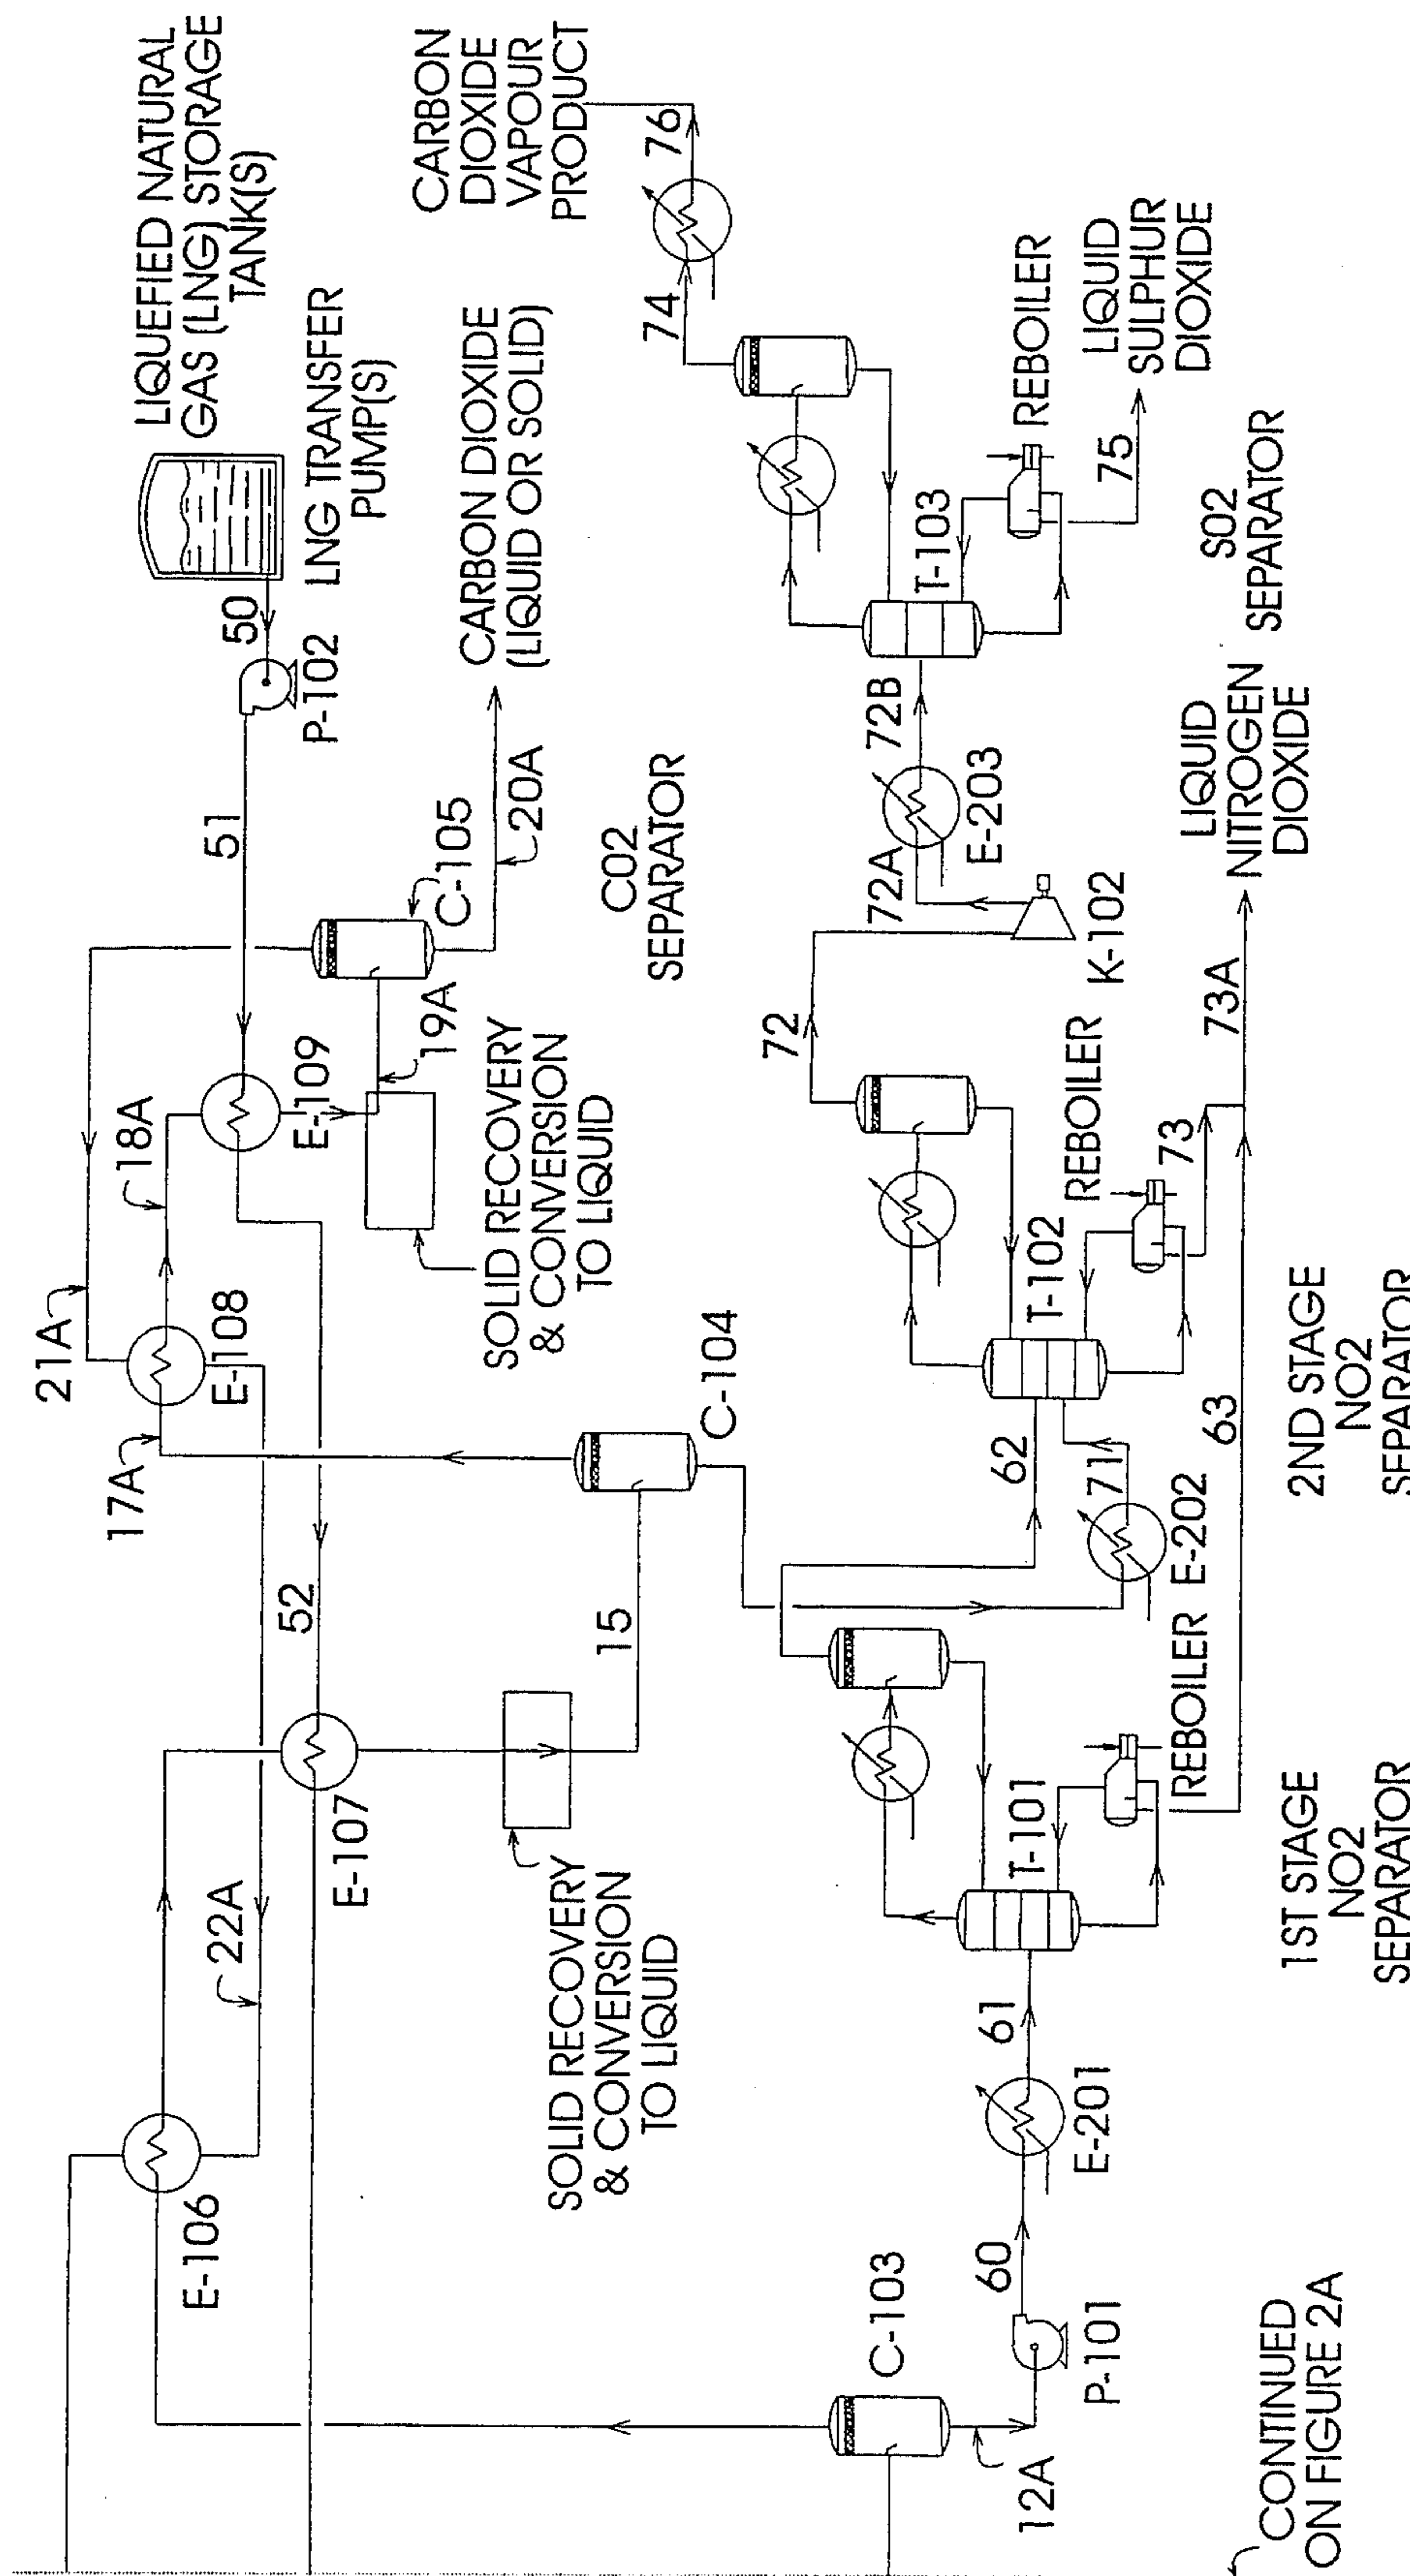 LIQUEFIED NATURAL
GAS (LNG) STORAGE
TANK(S)
50
LNG TRANSFER
PUMP(S)
P-102
51
CARBON
DIOXIDE
VAPOUR
PRODUCT
76
74
CARBON DIOXIDE
(LIQUID OR SOLID)
20A
C-105
C02
SEPARATOR
19A
E-109
18A
SOLID RECOVERY
& CONVERSION
TO LIQUID
21A
E-108
17A
52
E-107
15
C-104
22A
SOLID RECOVERY
& CONVERSION
TO LIQUID
E-106
C-103
12A
P-101
60
E-201
61
T-101
REBOILER
1ST STAGE
NO2
SEPARATOR
62
71
E-202
T-102
REBOILER
73
63
2ND STAGE
NO2
SEPARATOR
72
K-102
72A
E-203
72B
73A
LIQUID
NITROGEN
DIOXIDE
T-103
REBOILER
75
LIQUID
SULPHUR
DIOXIDE
S02
SEPARATOR
CONTINUED
ON FIGURE 2A